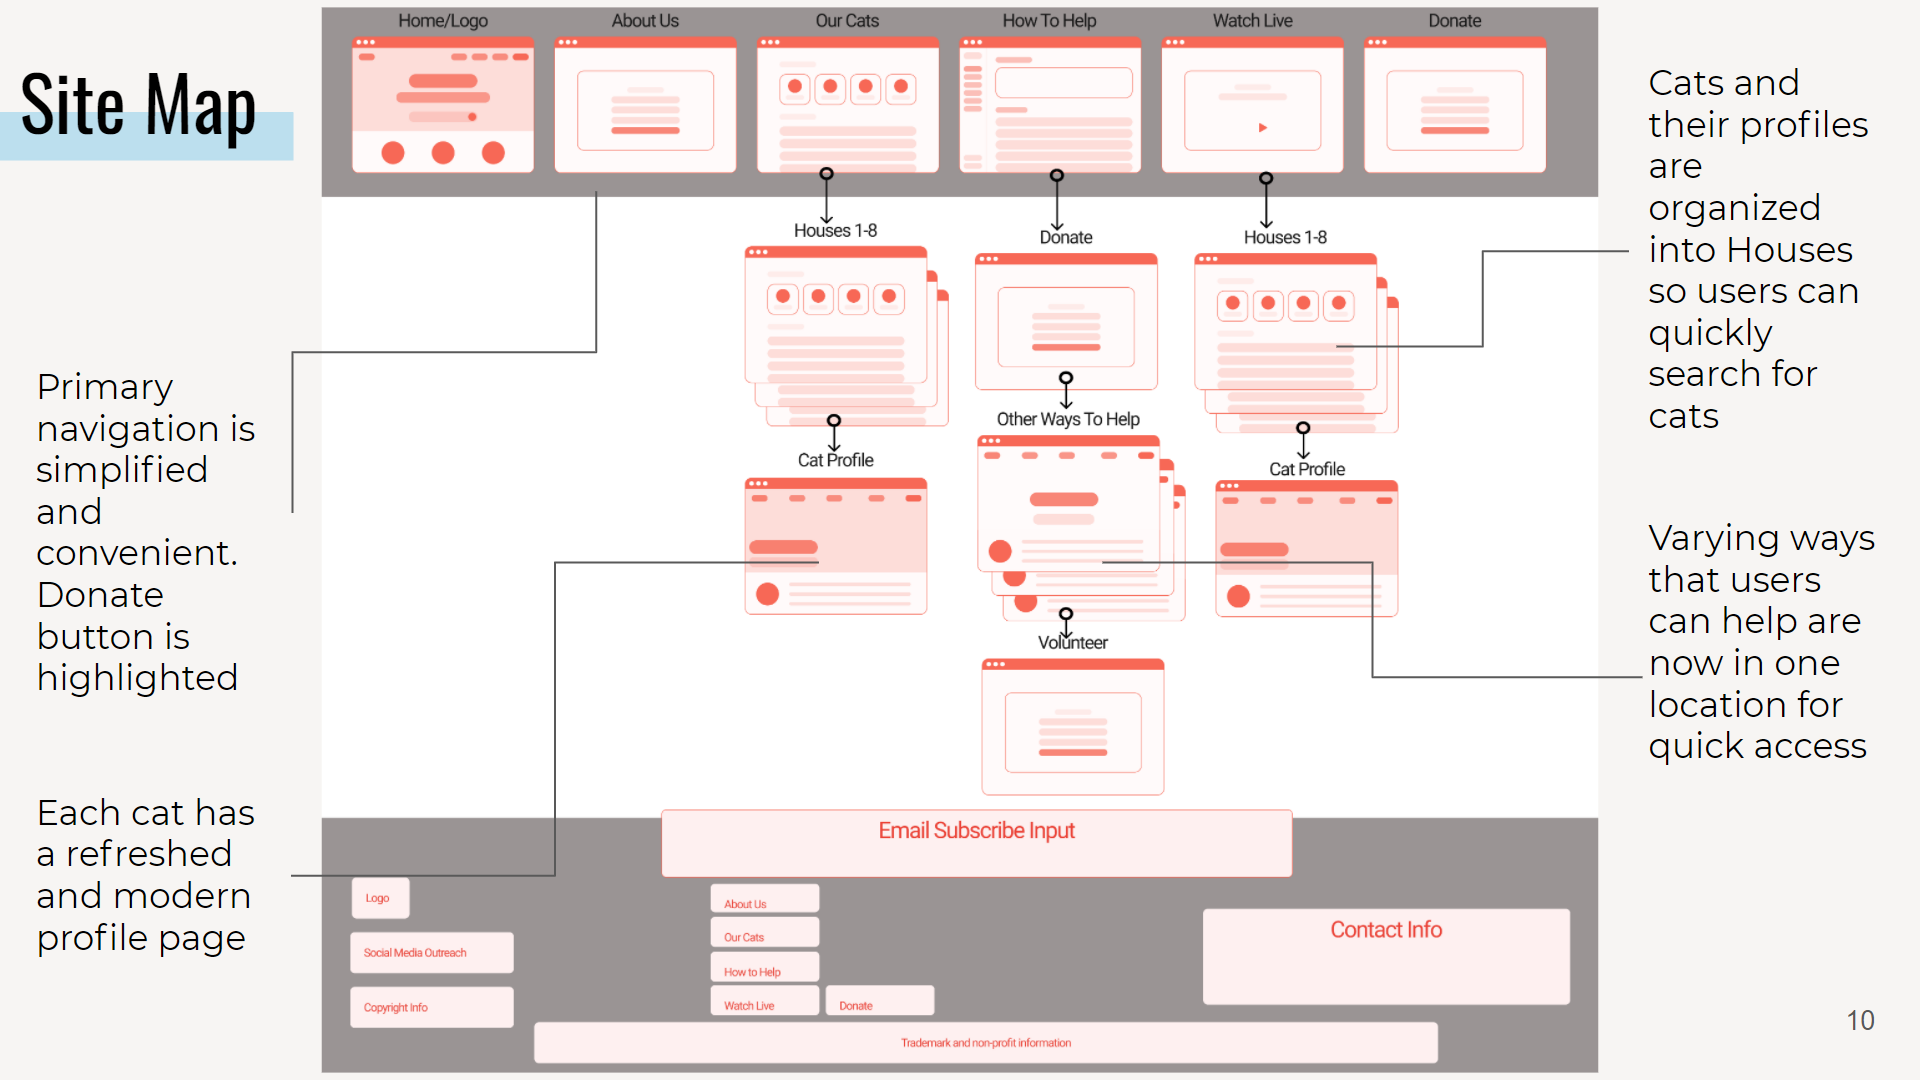 Site Map
Home/Logo
About Us
Our Cats
How To Help
Watch Live
Donate
Houses 1-8
Donate
Houses 1-8
Cat Profile
Other Ways To Help
Cat Profile
Volunteer
Primary
navigation is
simplified
and
convenient.
Donate
button is
highlighted
Each cat has
a refreshed
and modern
profile page
Cats and
their profiles
are
organized
into Houses
so users can
quickly
search for
cats
Varying ways
that users
can help are
now in one
location for
quick access
Email Subscribe Input
Logo
Social Media Outreach
Copyright Info
About Us
Our Cats
How to Help
Watch Live
Donate
Contact Info
Trademark and non-profit information
10